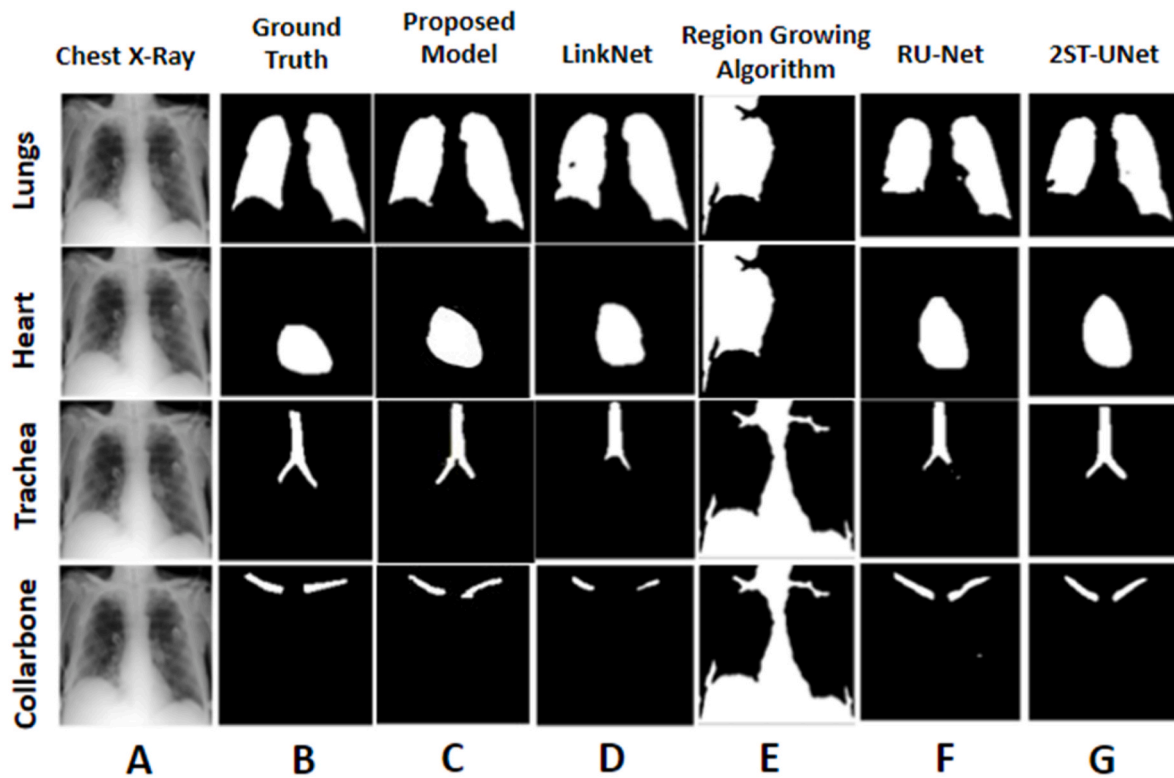 Chest X-Ray
Ground
Truth
Proposed
Model
LinkNet
Region Growing
Algorithm
RU-Net
2ST-UNet
Lungs
Heart
Trachea
Collarbone
A
B
C
D
E
F
G